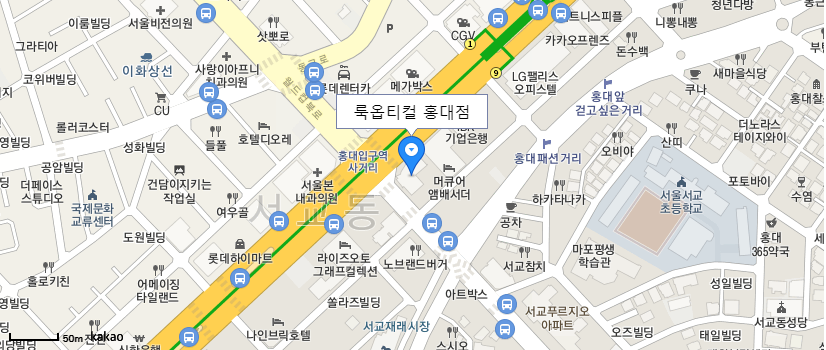 이룸빌딩
서울비전의원
삿뽀로
CGV
트니스피플
카카오프렌즈
니뽕내뽕
청년다방
그라티아
이화상선
돈수백
코위버빌딩
사랑이아프니
치과의원
롯데렌터카
메가박스
1
9
LG팰리스
오피스텔
새마을식당
쿠나
CU
홍대앞
걷고싶은거리
더노라스
테이지와이
룩옵티컬 홍대점
롤러코스터
들풀
호텔디오레
기업은행
성화빌딩
홍대입구역
사거리
홍대패션거리
오비야
산띠
공암빌딩
더페이스
스튜디오
건담이지키는
작업실
서울본
내과의원
머큐어
앰배서더
하카타나카
서울서교
초등학교
포토바이
수염
국제문화
교류센터
여우골
서교동
공차
홍대
365약국
도원빌딩
롯데하이마트
라이즈오토
그래프컬렉션
노브랜드버거
서교참치
마포평생
학습관
홀로키친
어메이징
타일랜드
쏠라즈빌딩
아트박스
성일빌딩
서교푸르지오
아파트
서교동성당
50m
kakao
나인브릭호텔
서교재래시장
스시오
오즈빌딩
태일빌딩